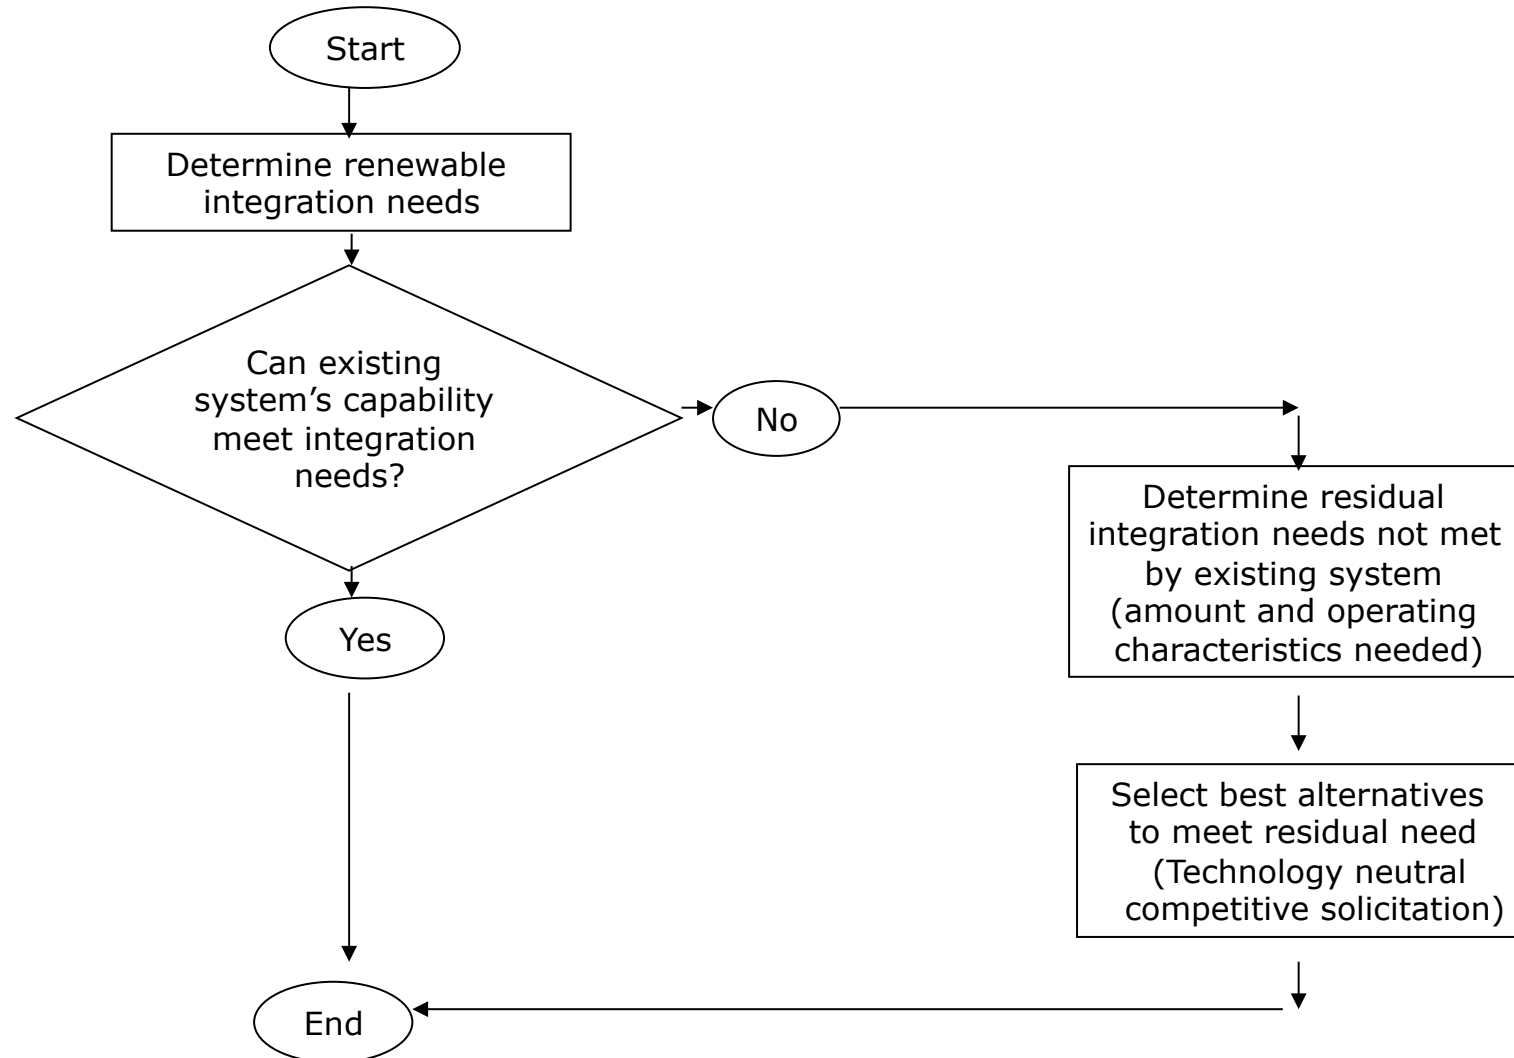 Start
Determine renewable
integration needs
Can existing
system’s capability
meet integration
needs?
No
Yes
Determine residual
integration needs not met
by existing system
(amount and operating
characteristics needed)
Select best alternatives
to meet residual need
(Technology neutral
competitive solicitation)
End